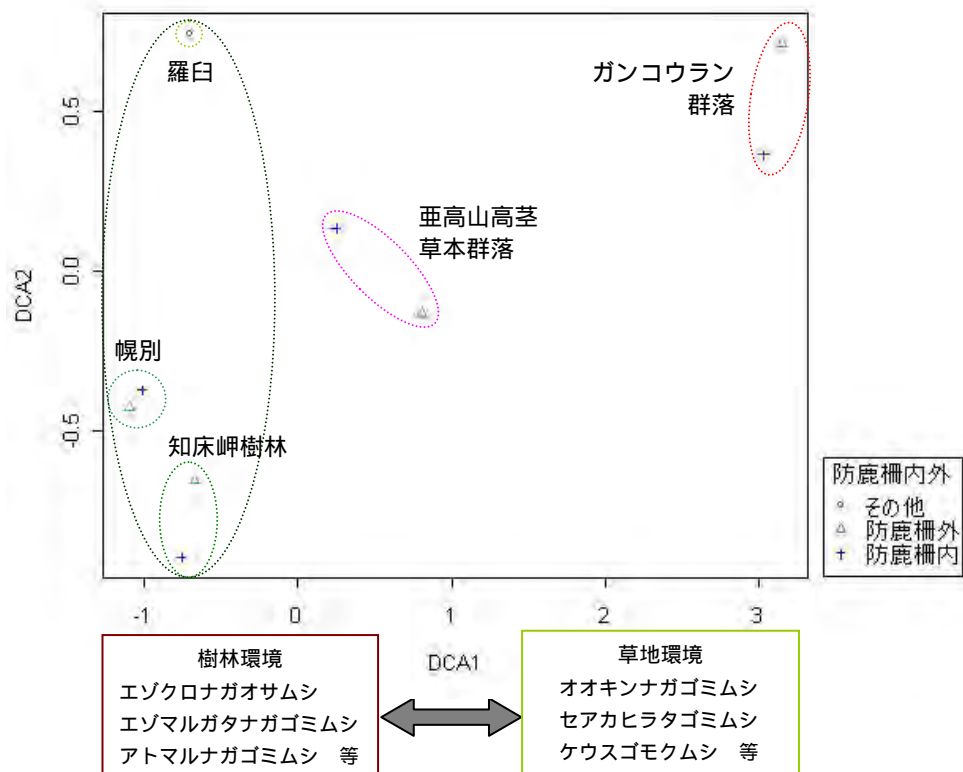 羅臼
ガンコウラン
群落
亜高山高茎
草本群落
幌別
知床岬樹林
0.5
0.0
-0.5
DCA2
-1
0
1
2
3
DCA1
防鹿柵内外
その他
防鹿柵外
防鹿柵内
樹林環境
エゾクロナガオサムシ
エゾマルガタナガゴミムシ
アトマルナガゴミムシ 等
草地環境
オオキンナガゴミムシ
セアカヒラタゴミムシ
ケウスゴモクムシ 等